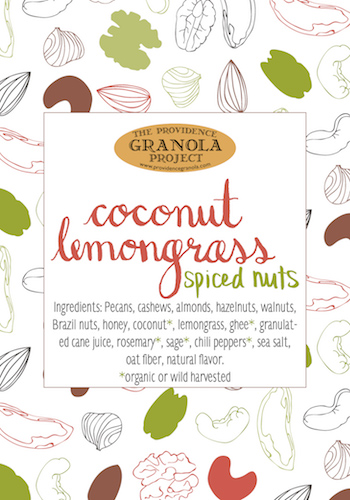 THE PROVIDENCE
GRANOLA
PROJECT
www.providencegranola.com
coconut
lemongrass
spiced nuts
Ingredients: Pecans, cashews, almonds, hazelnuts, walnuts,
Brazil nuts, honey, coconut*, lemongrass, ghee*, granulat-
ed cane juice, rosemary*, sage*, chili peppers*, sea salt,
oat fiber, natural flavor.
*organic or wild harvested